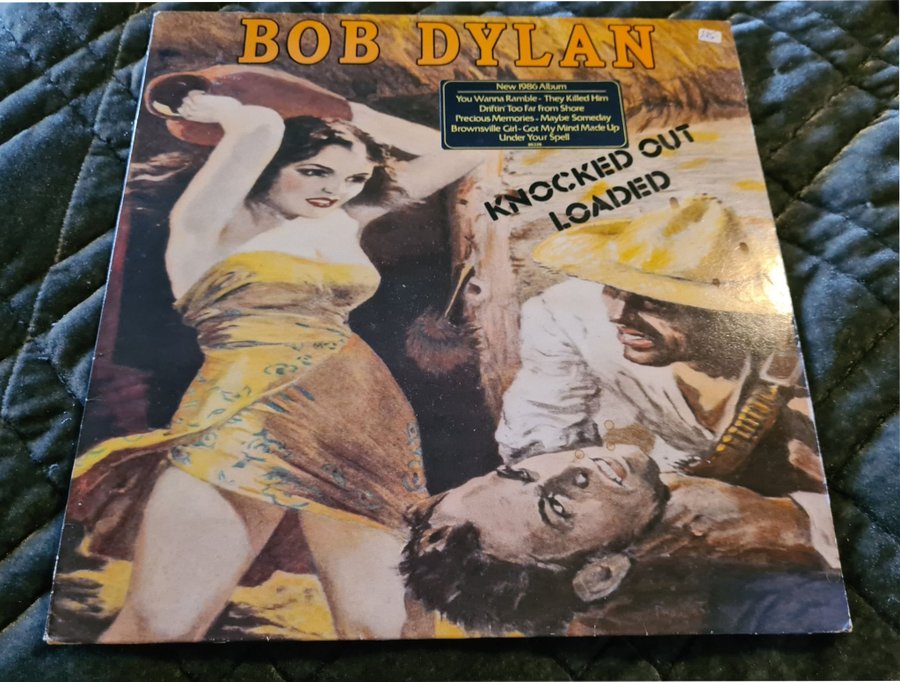 BOB DYLAN
New 1986 Album
You Wanna Ramble - They Killed Him
Driftin' Too Far From Shore
Precious Memories - Maybe Someday
Brownsville Girl - Got My Mind Made Up
Under Your Spell
KNOCKED OUT
LOADED